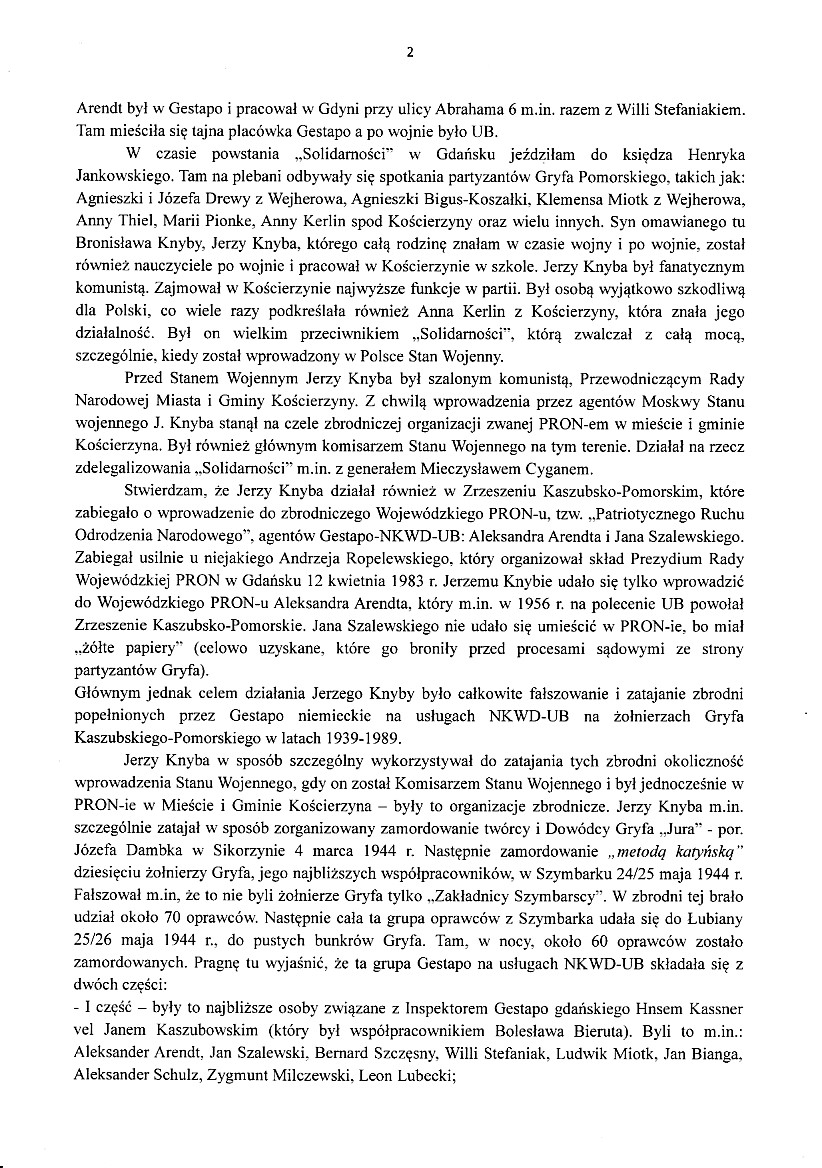 2
Arendt był w Gestapo i pracował w Gdyni przy ulicy Abrahama 6 m.in. razem z Willi Stefaniakiem.
Tam mieściła się tajna placówka Gestapo a po wojnie było UB.
W czasie powstania „Solidarności” w Gdańsku jeździłam do księdza Henryka
Jankowskiego. Tam na plebani odbywały się spotkania partyzantów Gryfa Pomorskiego, takich jak:
Agnieszki i Józefa Drewy z Wejherowa, Agnieszki Bigus-Koszałki, Klemensa Miotk z Wejherowa,
Anny Thiel, Marii Pionke, Anny Kerlin spod Kościerzyny oraz wielu innych. Syn omawianego tu
Bronisława Knyby, Jerzy Knyba, którego całą rodzinę znałam w czasie wojny i po wojnie, został
również nauczyciele po wojnie i pracował w Kościerzynie w szkole. Jerzy Knyba był fanatycznym
komunistą. Zajmował w Kościerzynie najwyższe funkcje w partii. Był osobą wyjątkowo szkodliwą
dla Polski, co wiele razy podkreślała również Anna Kerlin z Kościerzyny, która znała jego
działalność. Był on wielkim przeciwnikiem „Solidarności”, którą zwalczał z całą mocą,
szczególnie, kiedy został wprowadzony w Polsce Stan Wojenny.
Przed Stanem Wojennym Jerzy Knyba był szalonym komunistą, Przewodniczącym Rady
Narodowej Miasta i Gminy Kościerzyny. Z chwilą wprowadzenia przez agentów Moskwy Stanu
wojennego J. Knyba stanął na czele zbrodniczej organizacji zwanej PRON-em w mieście i gminie
Kościerzyna. Był również głównym komisarzem Stanu Wojennego na tym terenie. Działał na rzecz
zdelegalizowania „Solidarności” m.in. z generałem Mieczysławem Cyganem.
Stwierdzam, że Jerzy Knyba działał również w Zrzeszeniu Kaszubsko-Pomorskim, które
zabiegało o wprowadzenie do zbrodniczego Wojewódzkiego PRON-u, tzw. „Patriotycznego Ruchu
Odrodzenia Narodowego”, agentów Gestapo-NKWD-UB: Aleksandra Arendta i Jana Szalewskiego.
Zabiegał usilnie u niejakiego Andrzeja Ropelewskiego, który organizował skład Prezydium Rady
Wojewódzkiej PRON w Gdańsku 12 kwietnia 1983 r. Jerzemu Knybie udało się tylko wprowadzić
do Wojewódzkiego PRON-u Aleksandra Arendta, który m.in. w 1956 r. na polecenie UB powołał
Zrzeszenie Kaszubsko-Pomorskie. Jana Szalewskiego nie udało się umieścić w PRON-ie, bo miał
„żółte papiery” (celowo uzyskane, które go broniły przed procesami sądowymi ze strony
partyzantów Gryfa).
Głównym jednak celem działania Jerzego Knyby było całkowite fałszowanie i zatajanie zbrodni
popełnionych przez Gestapo niemieckie na usługach NKWD-UB na żołnierzach Gryfa
Kaszubskiego-Pomorskiego w latach 1939-1989.
Jerzy Knyba w sposób szczególny wykorzystywał do zatajania tych zbrodni okoliczność
wprowadzenia Stanu Wojennego, gdy on został Komisarzem Stanu Wojennego i był jednocześnie w
PRON-ie w Mieście i Gminie Kościerzyna – były to organizacje zbrodnicze. Jerzy Knyba m.in.
szczególnie zatajał w sposób zorganizowany zamordowanie twórcy i Dowódcy Gryfa „Jura” - por.
Józefa Dambka w Sikorzynie 4 marca 1944 r. Następnie zamordowanie „metodą katyńską”
dziesięciu żołnierzy Gryfa, jego najbliższych współpracowników, w Szymbarku 24/25 maja 1944 r.
Fałszował m.in, że to nie byli żołnierze Gryfa tylko „Zakładnicy Szymbarscy”. W zbrodni tej brało
udział około 70 oprawców. Następnie cała ta grupa oprawców z Szymbarka udała się do Łubiany
25/26 maja 1944 r., do pustych bunkrów Gryfa. Tam, w nocy, około 60 oprawców zostało
zamordowanych. Pragnę tu wyjaśnić, że ta grupa Gestapo na usługach NKWD-UB składała się z
dwóch części:
- I część – były to najbliższe osoby związane z Inspektorem Gestapo gdańskiego Hnsem Kassner
vel Janem Kaszubowskim (który był współpracownikiem Bolesława Bieruta). Byli to m.in.:
Aleksander Arendt, Jan Szalewski, Bernard Szczęsny, Willi Stefaniak, Ludwik Miotk, Jan Bianga,
Aleksander Schulz, Zygmunt Milczewski, Leon Lubecki;